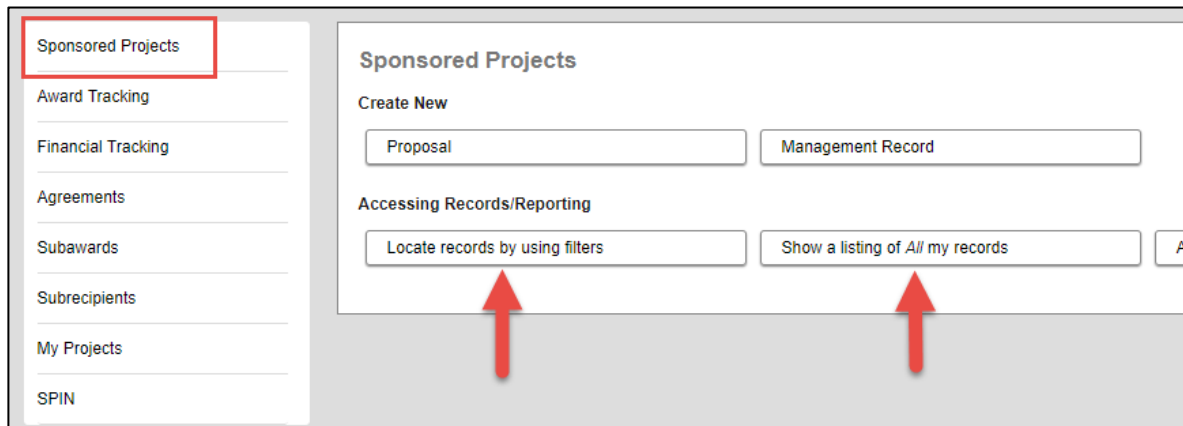 Sponsored Projects
Award Tracking
Financial Tracking
Agreements
Subawards
Subrecipients
My Projects
SPIN
Sponsored Projects
Create New
Proposal
Management Record
Accessing Records/Reporting
Locate records by using filters
Show a listing of All my records